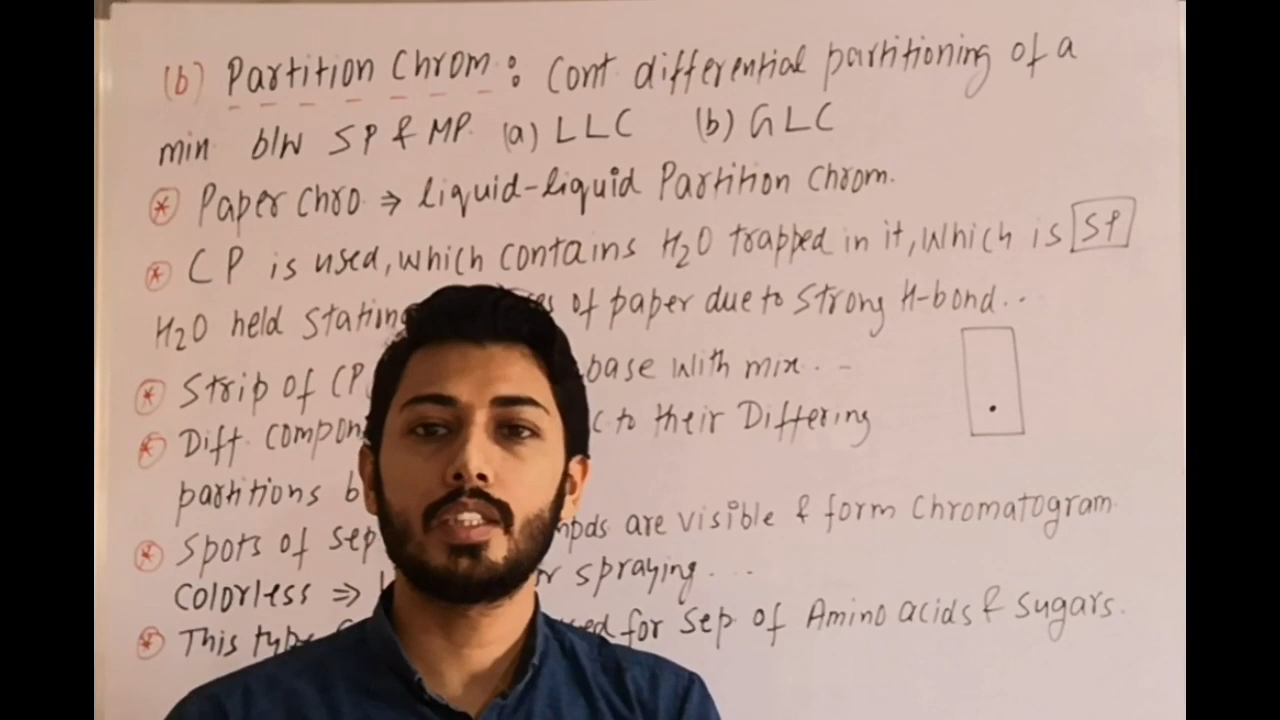 (b) Partition Chrom: Cont differential partitioning of a
min b/w SP & MP. (a) LLC (b) GLC
* Paper Chro ⇒ liquid-liquid Partition Chrom.
* CP is used, which contains H2O trapped in it, which is SP
H2O held of paper due to strong H-bond..
* Strip of CP base with mix. . -
* Diff to their Differing
partitions
* Spots of sep are visible & form Chromatogram.
Colorless ⇒ spraying. ...
* This for sep of Amino acids & sugars.